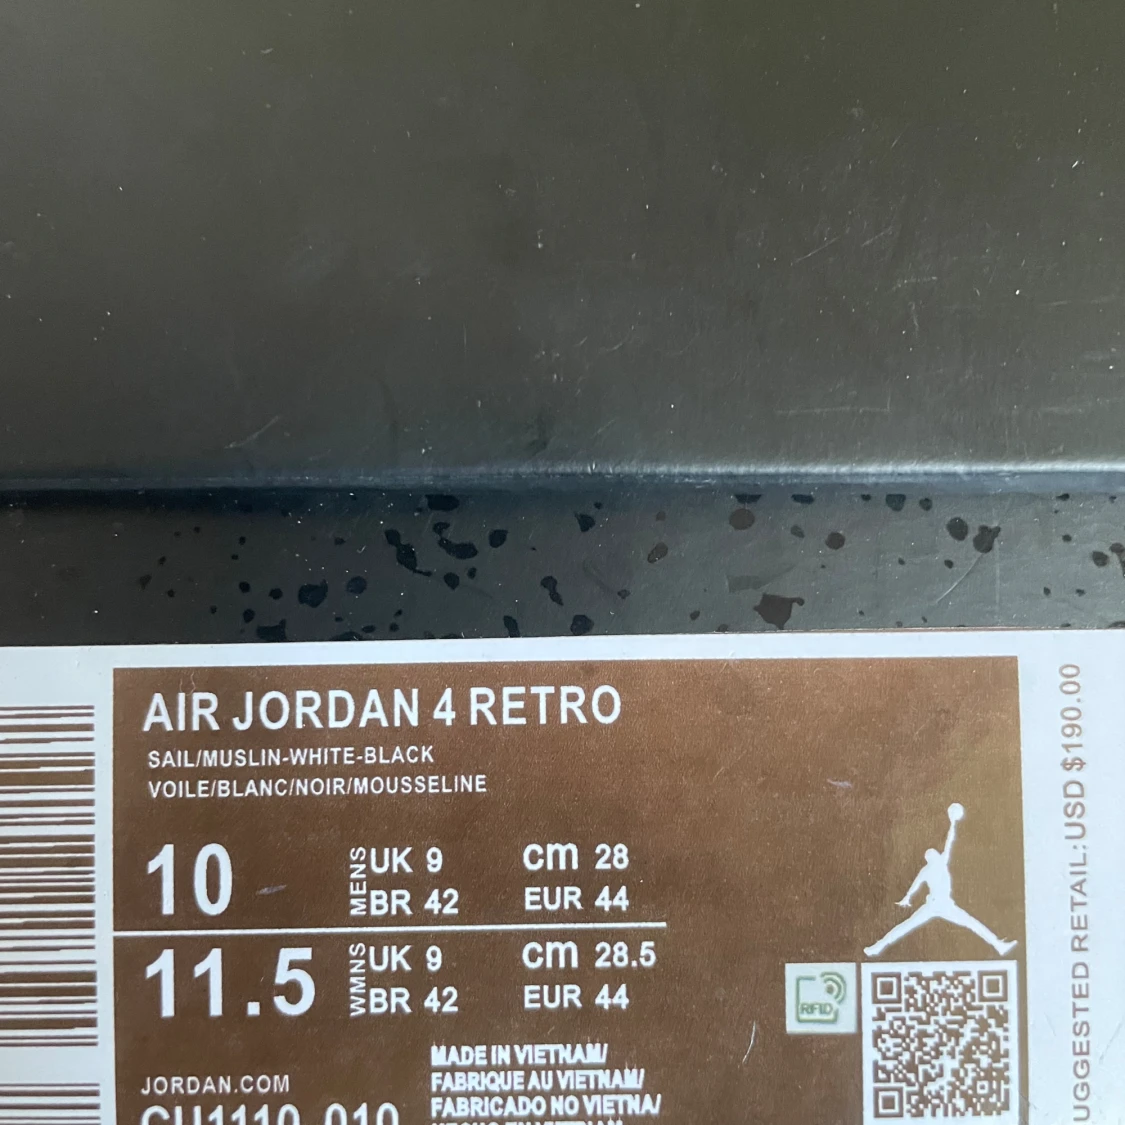 AIR JORDAN 4 RETRO
SAIL/MUSLIN-WHITE-BLACK
VOILE/BLANC/NOIR/MOUSSELINE
10 MENS UK 9 cm 28
BR 42 EUR 44
11.5 WMNS UK 9 cm 28.5
BR 42 EUR 44
RFID
MADE IN VIETNAM/
FABRIQUE AU VIETNAM/
FABRICADO NO VIETNA/
JORDAN.COM
UGGESTED RETAIL: USD $190.00